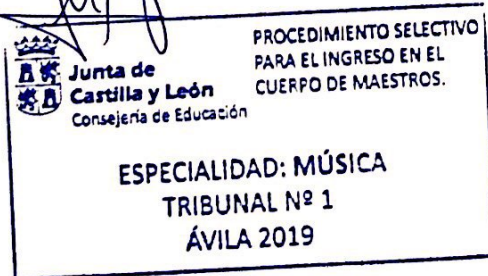 PROCEDIMIENTO SELECTIVO
PARA EL INGRESO EN EL
CUERPO DE MAESTROS.
Junta de
Castilla y León
Consejería de Educación
ESPECIALIDAD: MÚSICA
TRIBUNAL Nº 1
ÁVILA 2019